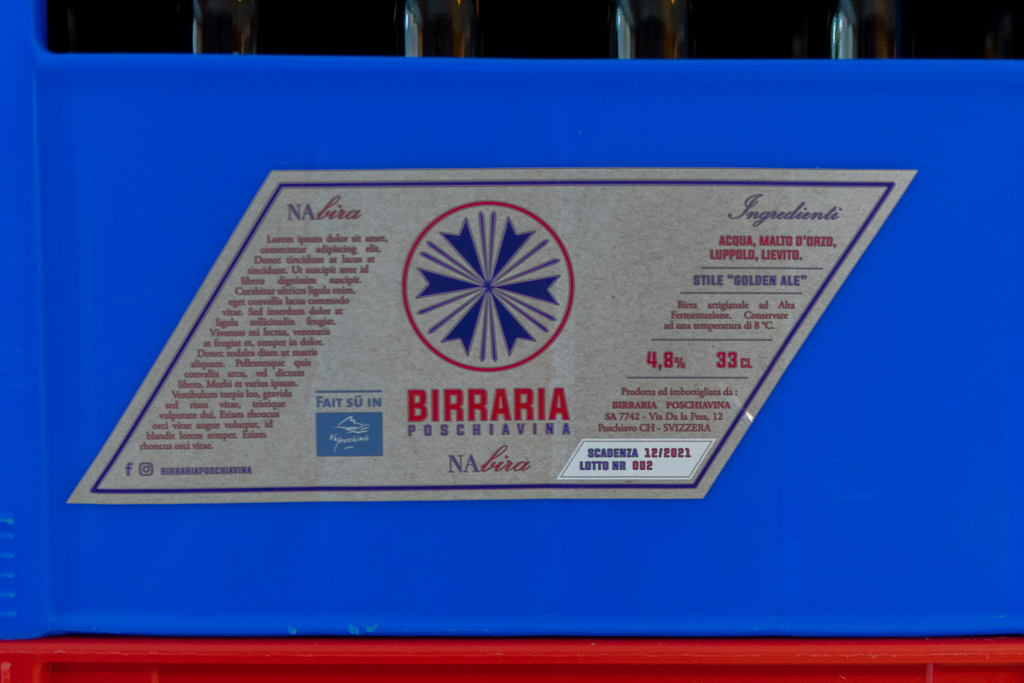 NAbira
Lorem ipsum dolor sit amet,
consectetur adipiscing elit.
Donec tincidunt at lacus at
tincidunt. Ut suscipit ante id
libero dignissim suscipit.
Curabitur ultrices ligula enim,
eget convallis lacus commodo
vitae. Sed interdum dolor at
ligula sollicitudin feugiat.
Vivamus mi lectus, venenatis
at feugiat et, semper in dolor.
Donec sodales diam ut mattis
aliquam. Pellentesque quis
convallis arcu, vel dictum
libero. Morbi et varius ipsum.
Vestibulum turpis leo, gravida
sed risus vitae, tristique
vulputate dui. Etiam rhoncus
orci vitae augue volutpat, id
blandit lorem semper. Etiam
rhoncus orci vitae.
BIRRARIAPOSCHIAVINA
FAIT SÜ IN
Valposchiavo
BIRRARIA
POSCHIAVINA
NAbira
Ingredienti
ACQUA, MALTO D'ORZO,
LUPPOLO, LIEVITO.
STILE "GOLDEN ALE"
Birra artigianale ad Alta
Fermentazione. Conservare
ad una temperatura di 8 °C.
4,8% 33 CL
Prodotta ed imbottigliata da :
BIRRARIA POSCHIAVINA
SA 7742 - Via Da la Pesa, 12
Poschiavo CH - SVIZZERA
SCADENZA 12/2021
LOTTO NR 002